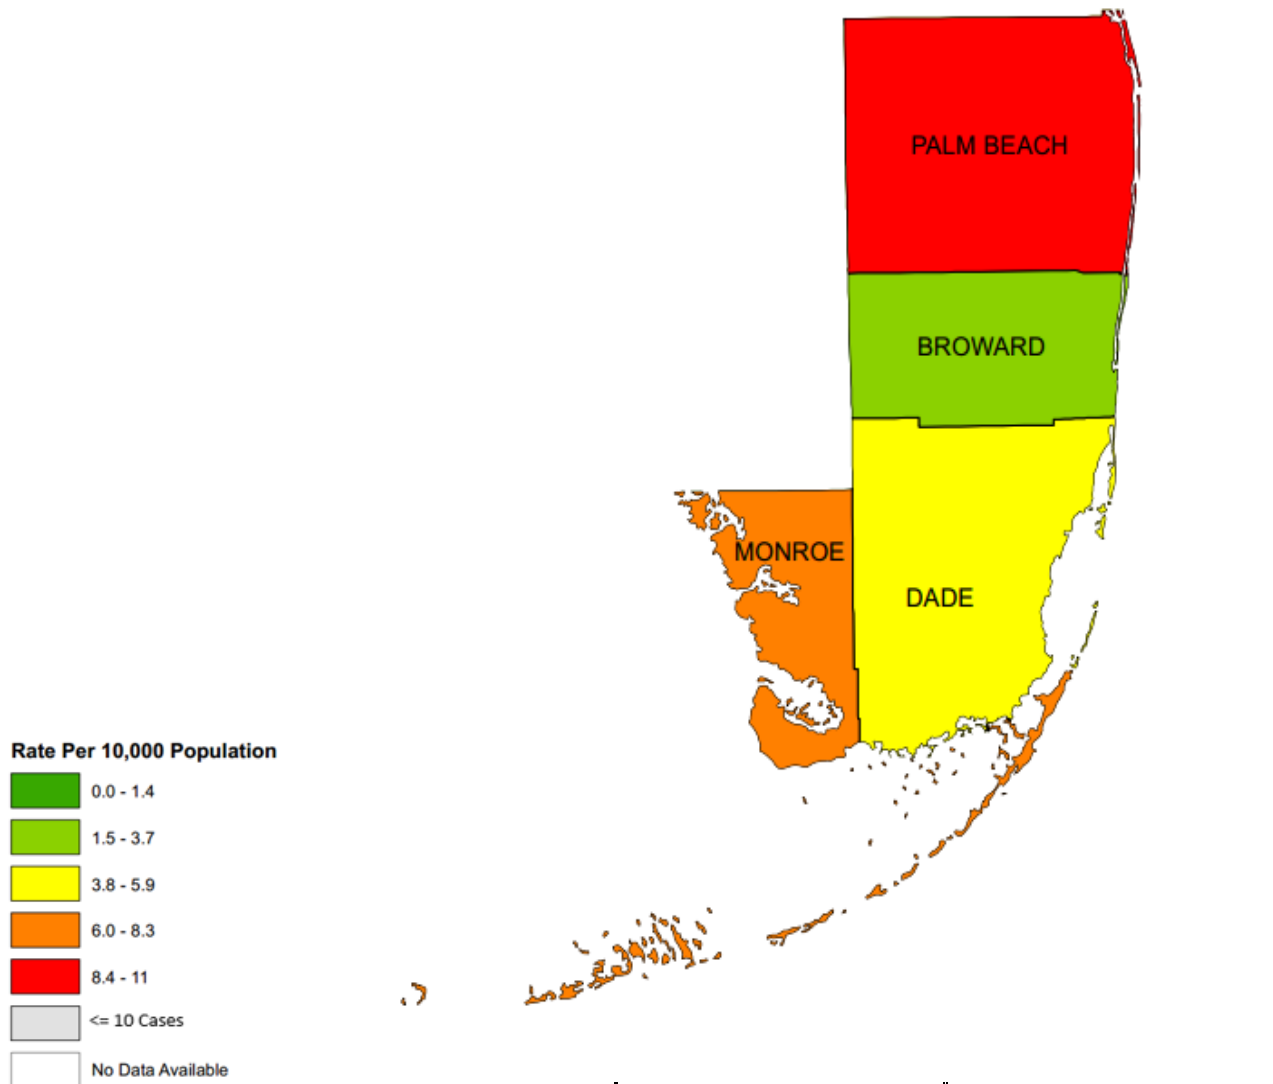 PALM BEACH
BROWARD
MONROE
DADE
Rate Per 10,000 Population
0.0 - 1.4
1.5 - 3.7
3.8 - 5.9
6.0 - 8.3
8.4 - 11
<= 10 Cases
No Data Available